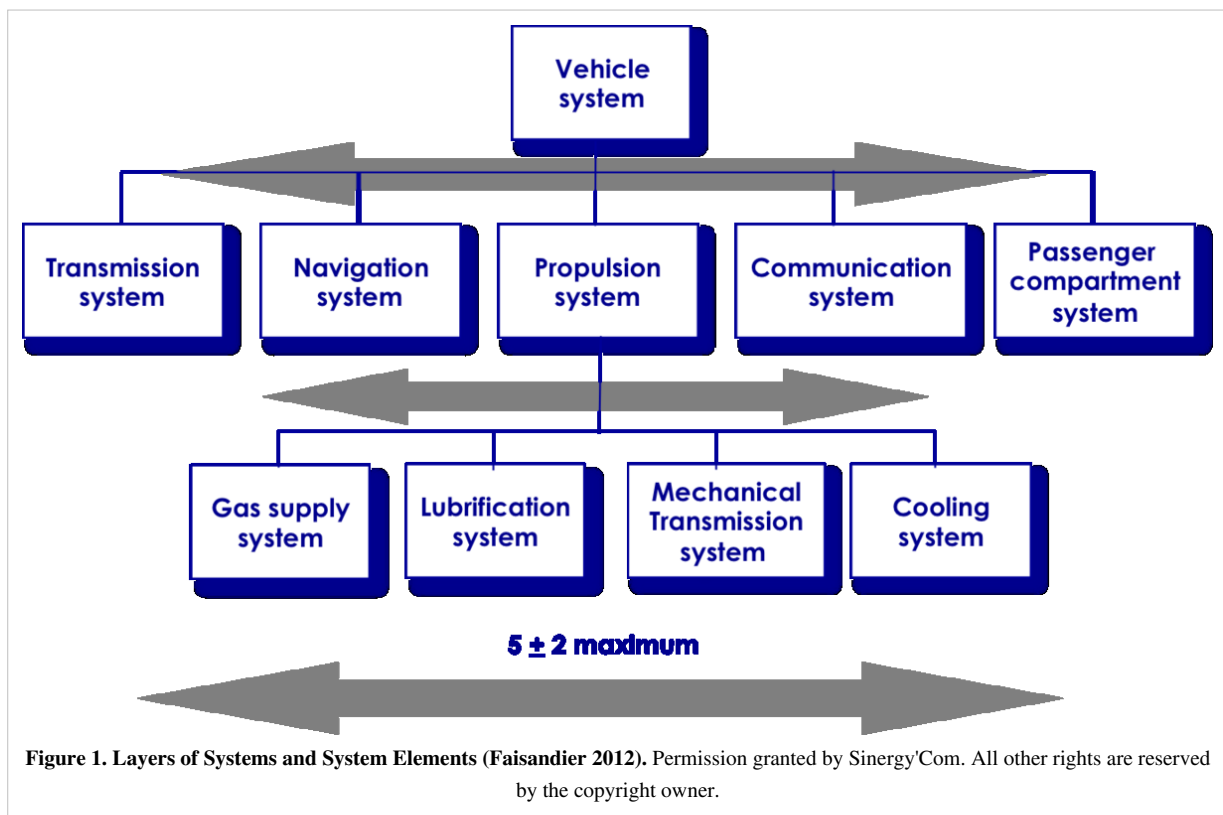 Vehicle
system
Transmission
system
Navigation
system
Propulsion
system
Communication
system
Passenger
compartment
system
Gas supply
system
Lubrification
system
Mechanical
Transmission
system
Cooling
system
5 ± 2 maximum
Figure 1. Layers of Systems and System Elements (Faisandier 2012). Permission granted by Sinergy'Com. All other rights are reserved
by the copyright owner.